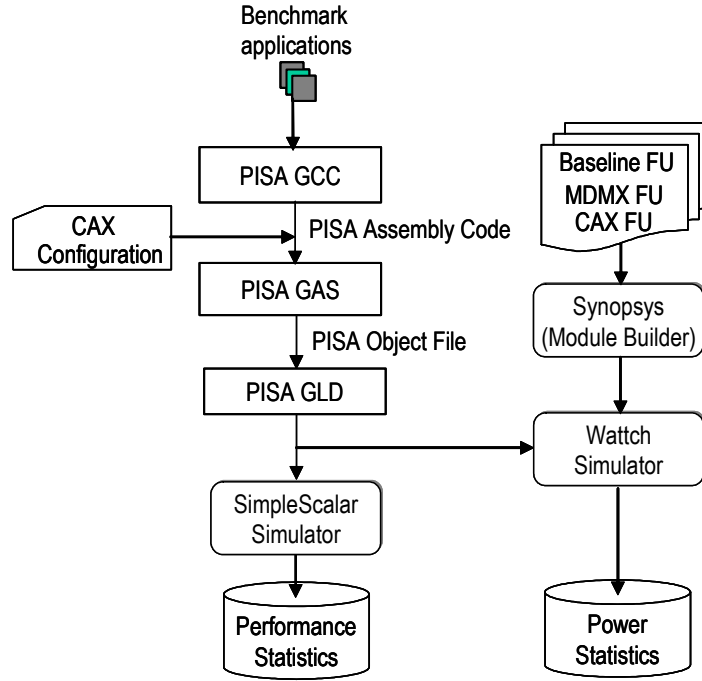 Benchmark
applications
PISA GCC
CAX
Configuration
PISA Assembly Code
PISA GAS
PISA Object File
PISA GLD
SimpleScalar
Simulator
Performance
Statistics
Baseline FU
MDMX FU
CAX FU
Synopsys
(Module Builder)
Wattch
Simulator
Power
Statistics